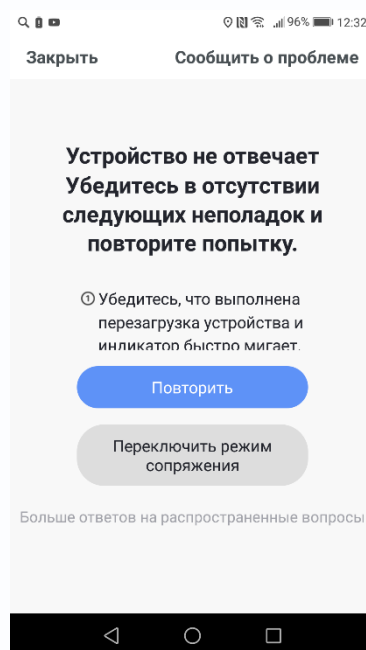 96% 12:32
Закрыть Сообщить о проблеме
Устройство не отвечает
Убедитесь в отсутствии
следующих неполадок и
повторите попытку.
1 Убедитесь, что выполнена
перезагрузка устройства и
индикатор быстро мигает.
Повторить
Переключить режим
сопряжения
Больше ответов на распространенные вопросы